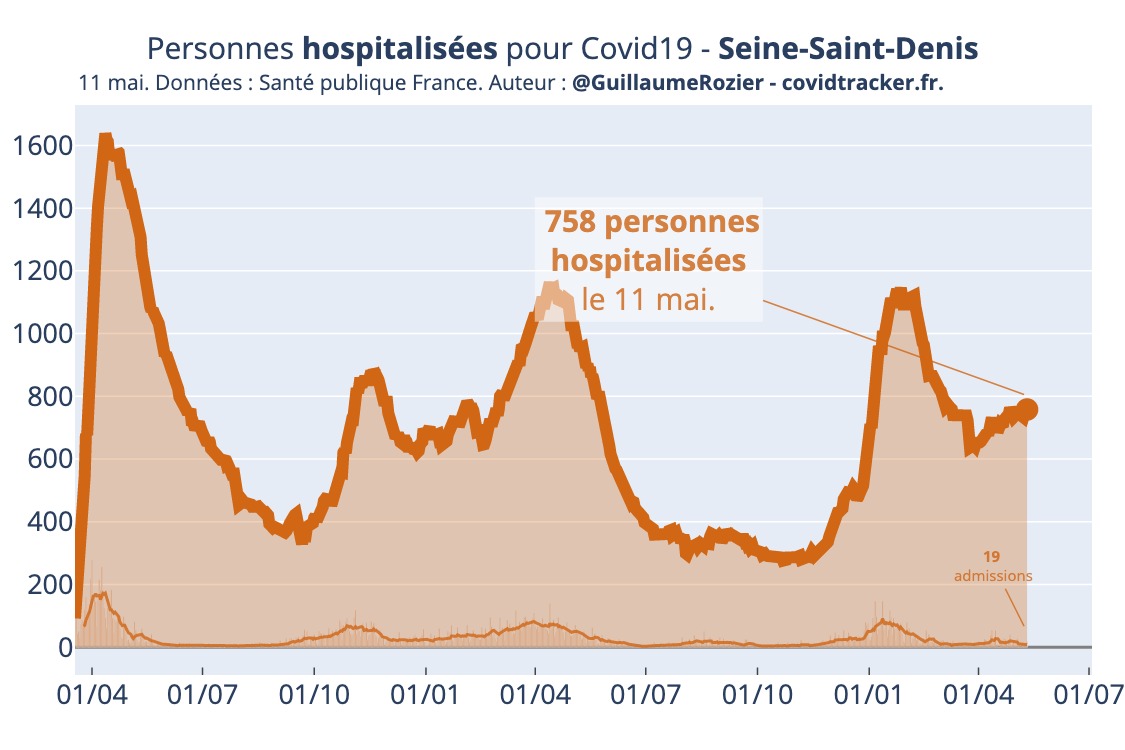 Personnes hospitalisées pour Covid19 - Seine-Saint-Denis
11 mai. Données : Santé publique France. Auteur : @GuillaumeRozier - covidtracker.fr.
1600
1400
1200
1000
800
600
400
200
0
758 personnes
hospitalisées
le 11 mai.
19
admissions
01/04 01/07 01/10 01/01 01/04 01/07 01/10 01/01 01/04 01/07